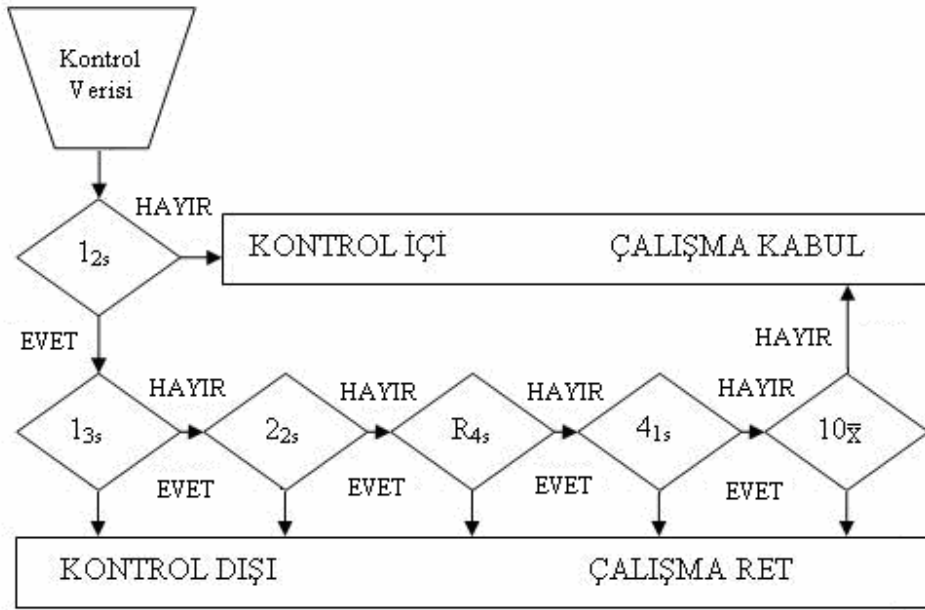 Kontrol
Verisi
HAYIR
1₂ₛ
KONTROL İÇİ ÇALIŞMA KABUL
EVET
HAYIR
HAYIR HAYIR HAYIR HAYIR
1₃ₛ 2₂ₛ R₄ₛ 4₁ₛ 10x̅
EVET EVET EVET EVET
KONTROL DIŞI ÇALIŞMA RET